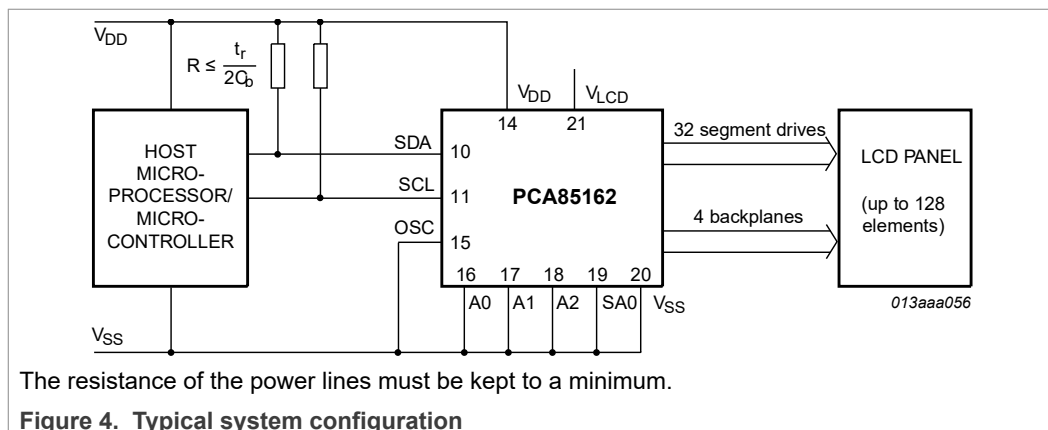 VDD
R ≤ tr
2Cb
VDD
VLCD
14
21
HOST
MICRO-
PROCESSOR/
MICRO-
CONTROLLER
SDA
10
SCL
11
OSC
15
PCA85162
32 segment drives
4 backplanes
LCD PANEL
(up to 128
elements)
16 17 18 19 20
A0 A1 A2 SA0 VSS
013aaa056
VSS
The resistance of the power lines must be kept to a minimum.
Figure 4. Typical system configuration